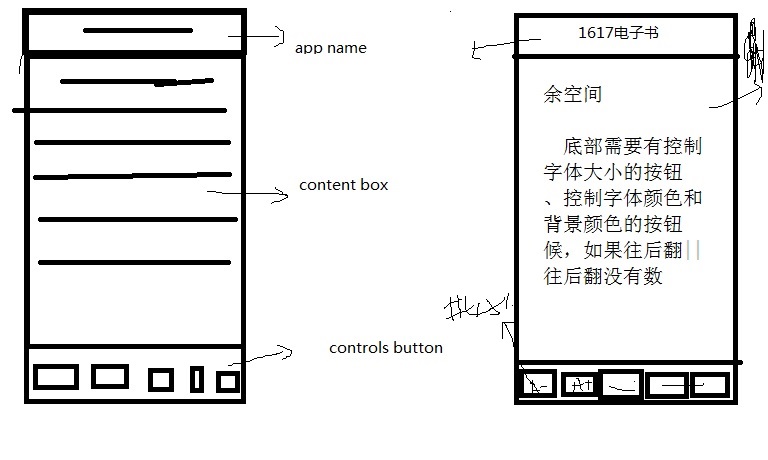 app name
content box
controls button
1617电子书
余空间
底部需要有控制
字体大小的按钮
、控制字体颜色和
背景颜色的按钮
候，如果往后翻||
往后翻没有数
A-
A+